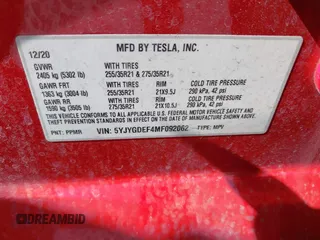 MFD BY TESLA, INC.
12/20
GVWR
2405 kg (5302 lb)
WITH TIRES
255/35R21 & 275/35R21
GAWR FRT
1363 kg (3004 lb)
WITH TIRES
255/35R21
RIM
21X9.5J
COLD TIRE PRESSURE
290 kPa, 42 psi
GAWR RR
1590 kg (3505 lb)
WITH TIRES
275/35R21
RIM
21X10.5J
COLD TIRE PRESSURE
290 kPa, 42 psi
THIS VEHICLE CONFORMS TO ALL APPLICABLE U.S. FEDERAL MOTOR VEHICLE SAFETY AND
THEFT PREVENTION STANDARDS IN EFFECT ON THE DATE OF MANUFACTURE SHOWN ABOVE.
PNT: PPMR
VIN: 5YJYGDEF4MF092062
TYPE: MPV
DREAMBID